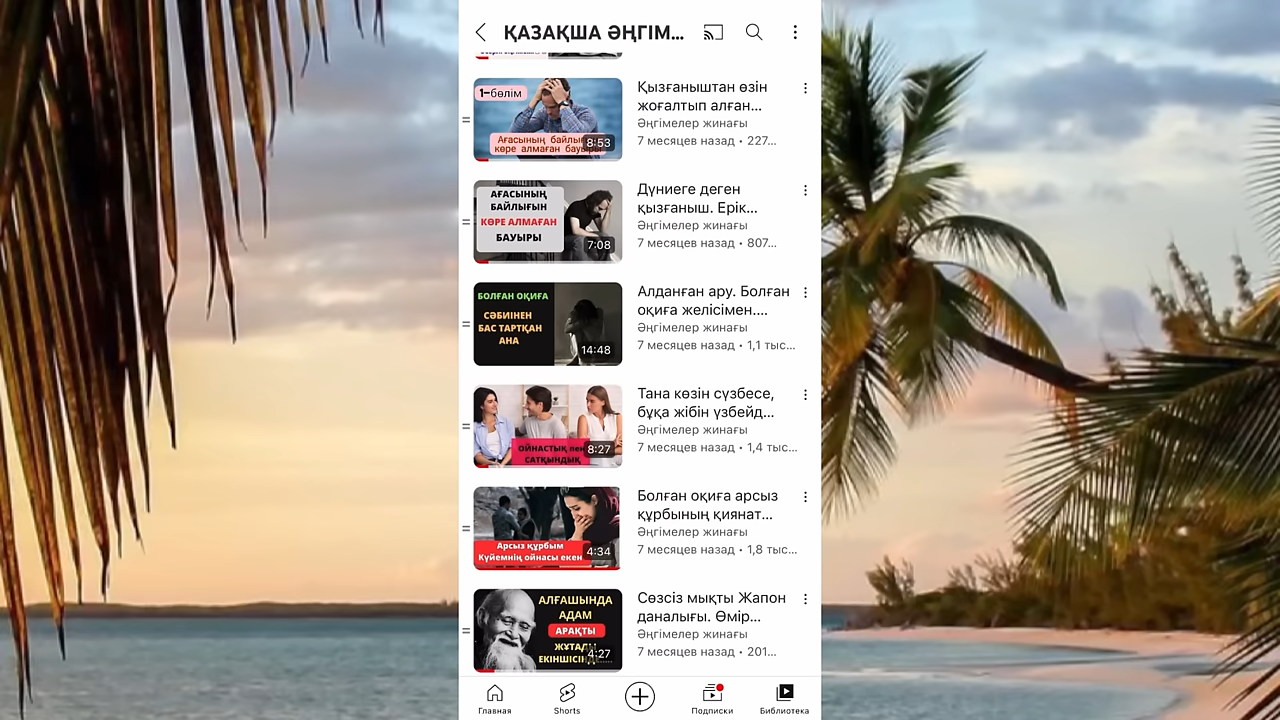 ҚАЗАҚША ӘҢГІМ...
1-бөлім
Ағасының байлы
көре алмаған бауы
8:53
Қызғаныштан өзін
жоғалтып алған...
Әңгімелер жинағы
7 месяцев назад • 227...
АҒАСЫНЫҢ
БАЙЛЫҒЫН
КӨРЕ АЛМАҒАН
БАУЫРЫ
7:08
Дүниеге деген
қызғаныш. Ерік...
Әңгімелер жинағы
7 месяцев назад • 807...
БОЛҒАН ОҚИҒА
СӘБИІНЕН
БАС ТАРТҚАН
АНА
14:48
Алданған ару. Болған
оқиға желісімен....
Әңгімелер жинағы
7 месяцев назад • 1,1 тыс...
ОЙНАСТЫҚ пен
САТҚЫНДЫҚ
8:27
Тана көзін сүзбесе,
бұқа жібін үзбейд...
Әңгімелер жинағы
7 месяцев назад • 1,4 тыс...
Арсыз құрбым
Күйемнің ойнасы екен
4:34
Болған оқиға арсыз
құрбының қиянат...
Әңгімелер жинағы
7 месяцев назад • 1,8 тыс...
АЛҒАШЫНДА
АДАМ
АРАҚТЫ
ЖҰТАДЫ
ЕКІНШІСІН
4:27
Сөзсіз мықты Жапон
даналығы. Өмір...
Әңгімелер жинағы
7 месяцев назад • 201...
Главная
Shorts
Подписки
Библиотека